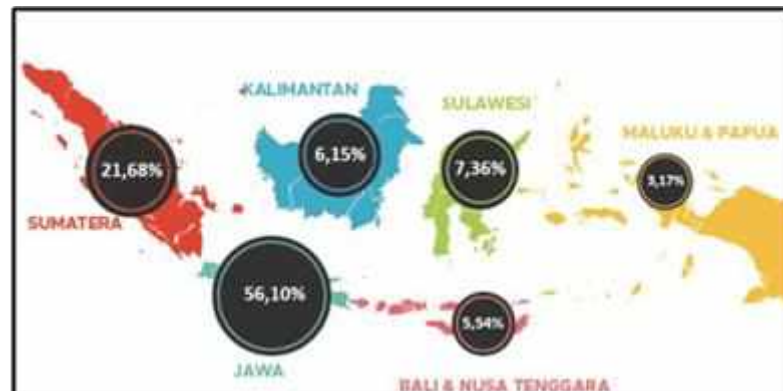 KALIMANTAN
SULAWESI
MALUKU & PAPUA
21,68%
6,15%
7,36%
3,17%
SUMATERA
56,10%
5,54%
JAWA
BALI & NUSA TENGGARA